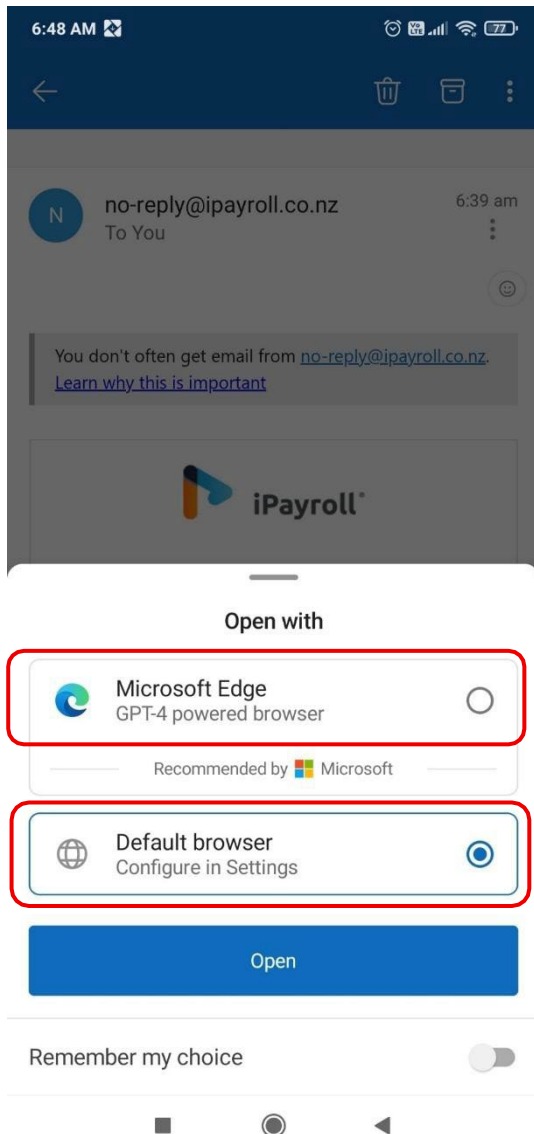 6:48 AM
Vo
LTE
77
N
no-reply@ipayroll.co.nz
6:39 am
To You
You don't often get email from no-reply@ipayroll.co.nz.
Learn why this is important
iPayroll
Open with
Microsoft Edge
GPT-4 powered browser
Recommended by Microsoft
Default browser
Configure in Settings
Open
Remember my choice